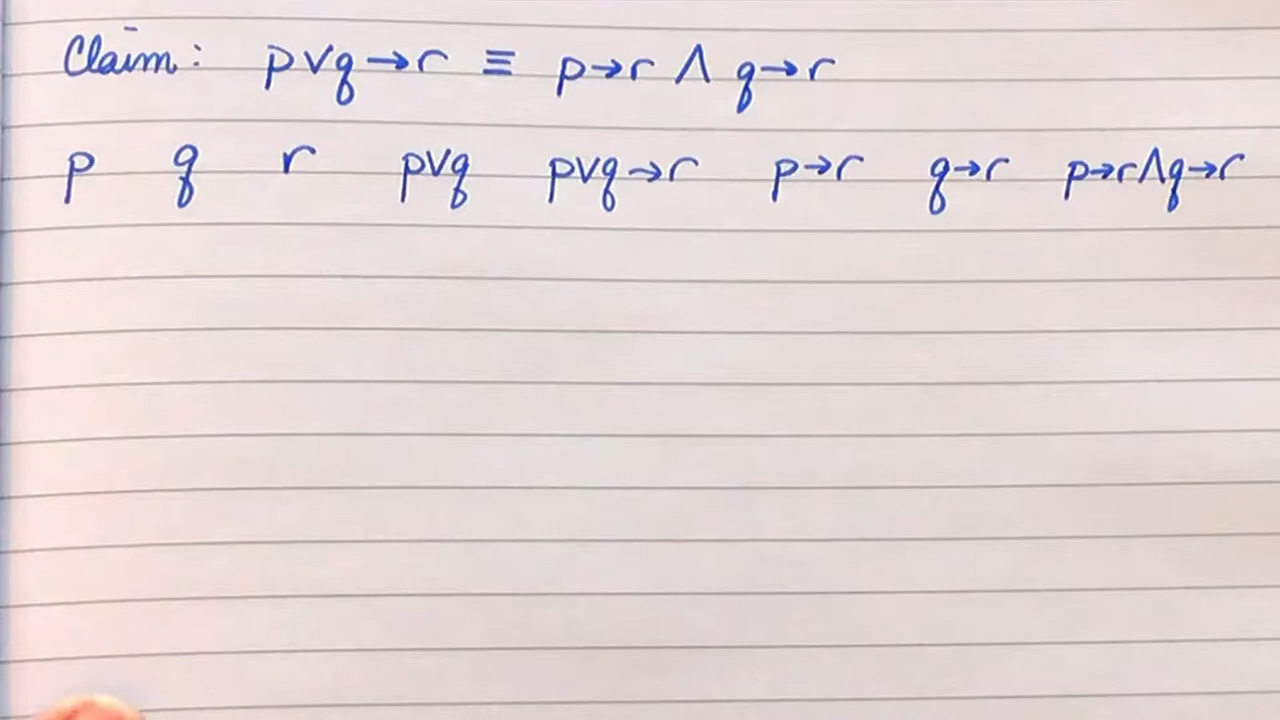 Claim: p∨q→r ≡ p→r ∧ q→r
p q r p∨q p∨q→r p→r q→r p→r∧q→r